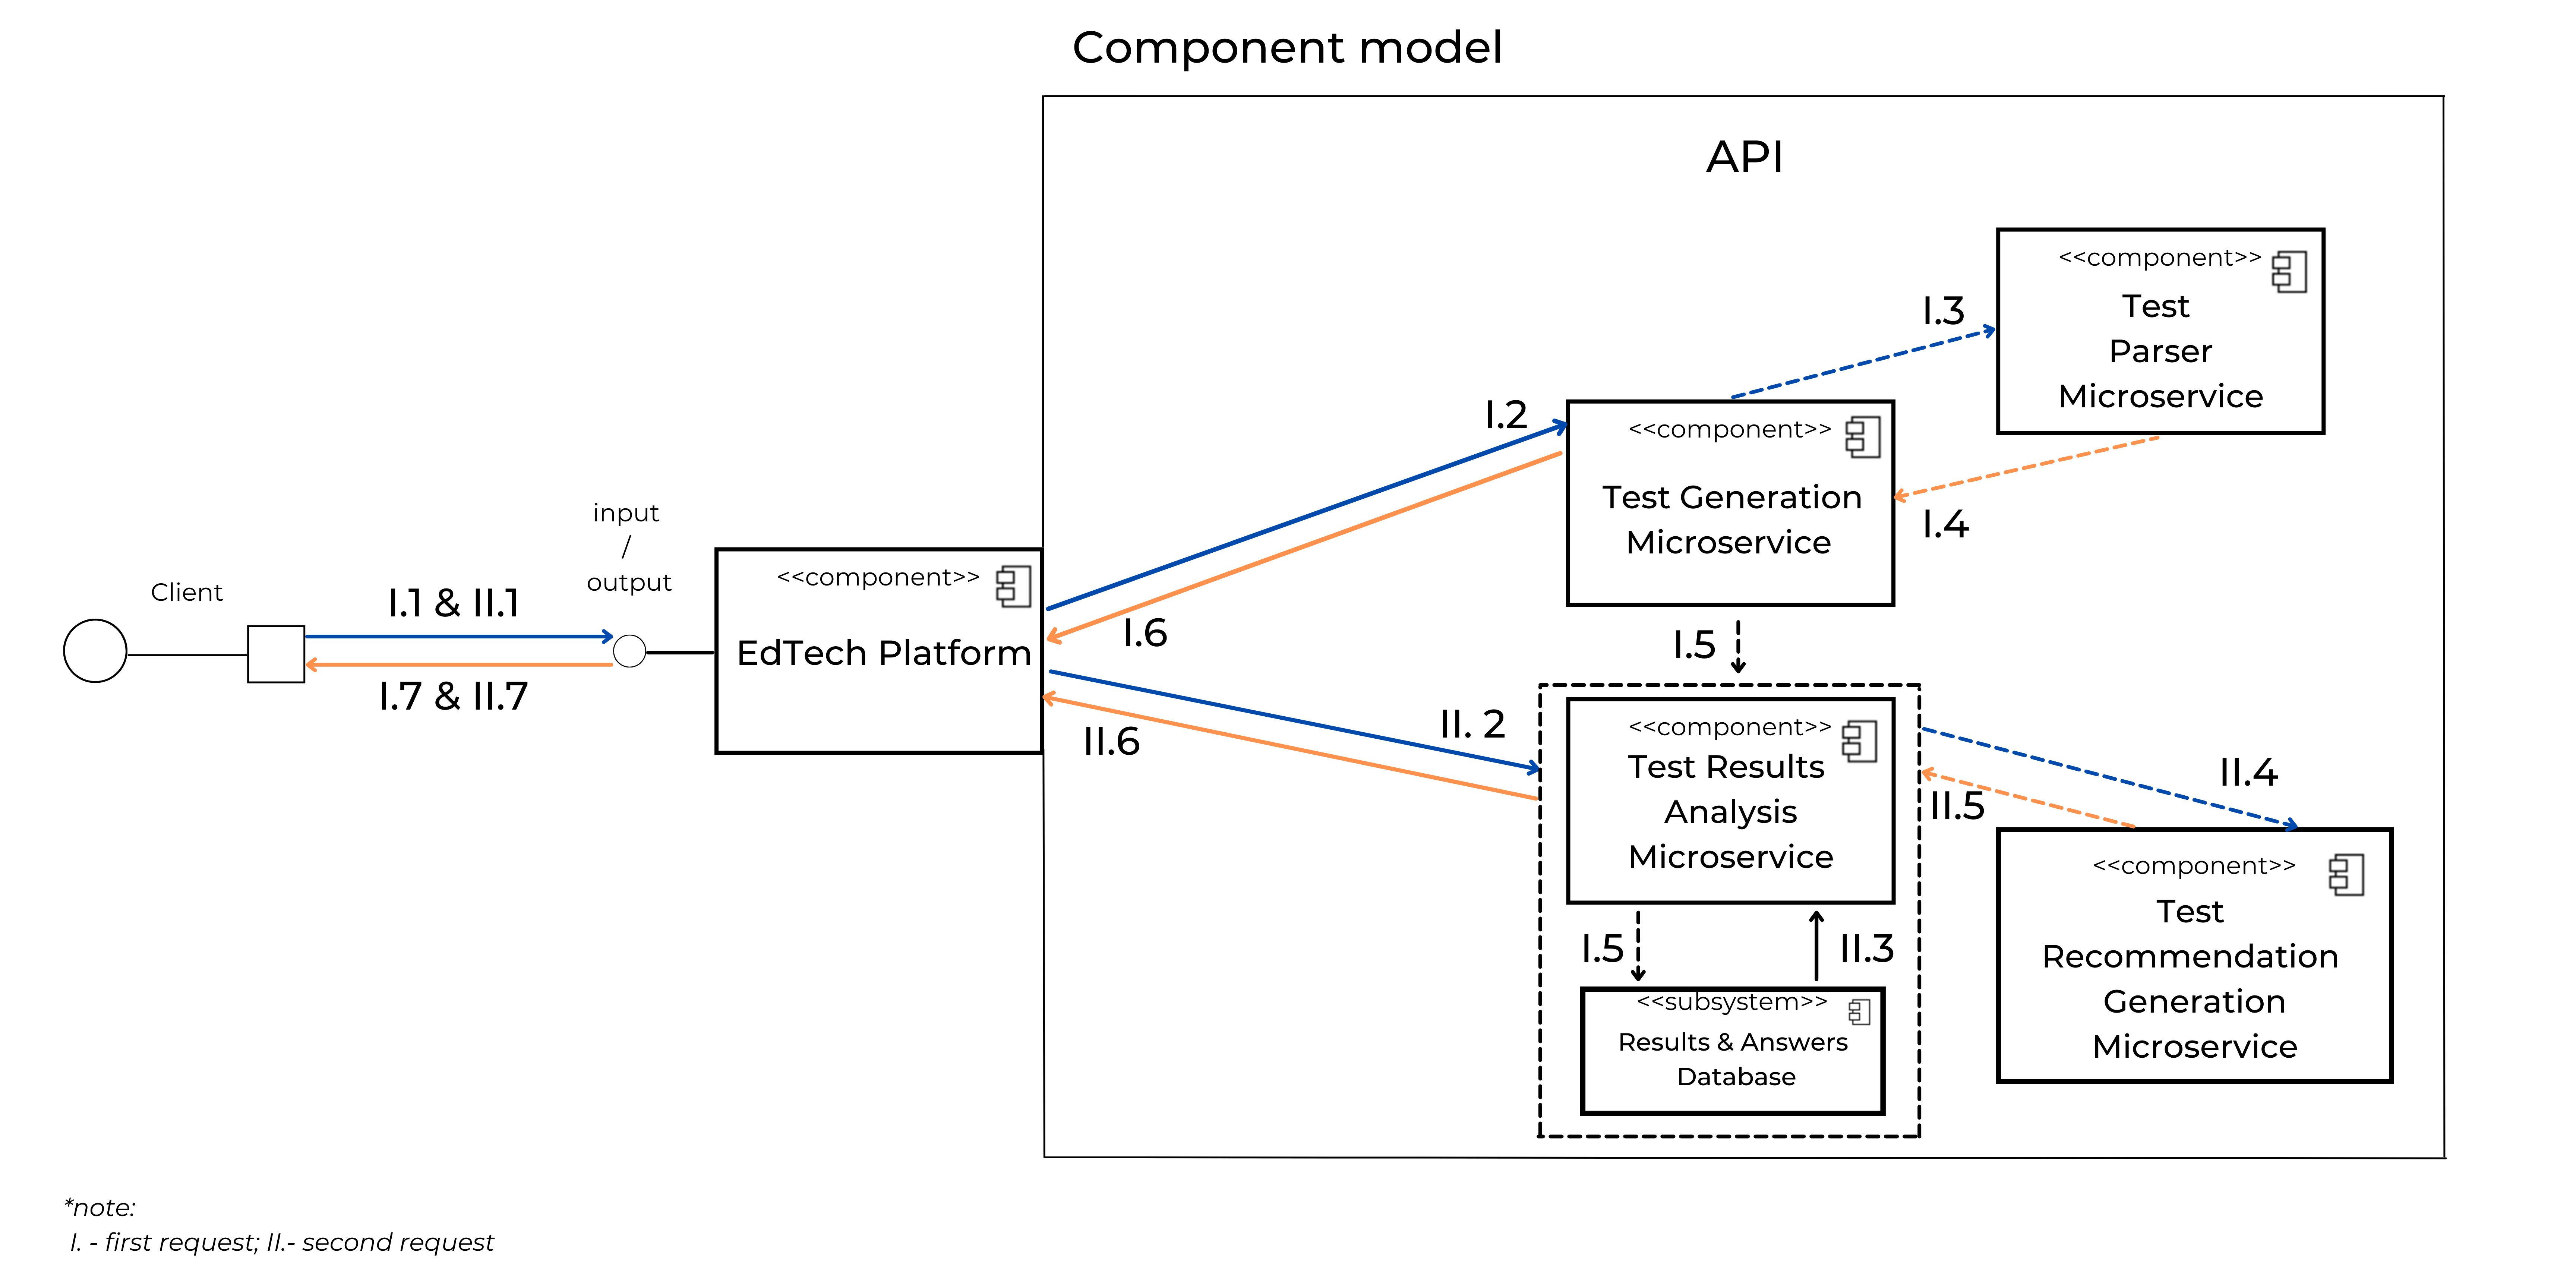 Component model
API
<<component>>
Test
Parser
Microservice
I.3
I.2
<<component>>
Test Generation
Microservice
I.4
input
/
output
Client
I.1 & II.1
I.7 & II.7
<<component>>
EdTech Platform
I.6
I.5
II. 2
II.6
<<component>>
Test Results
Analysis
Microservice
II.4
II.5
I.5
II.3
<<subsystem>>
Results & Answers
Database
<<component>>
Test
Recommendation
Generation
Microservice
*note:
I. - first request; II.- second request